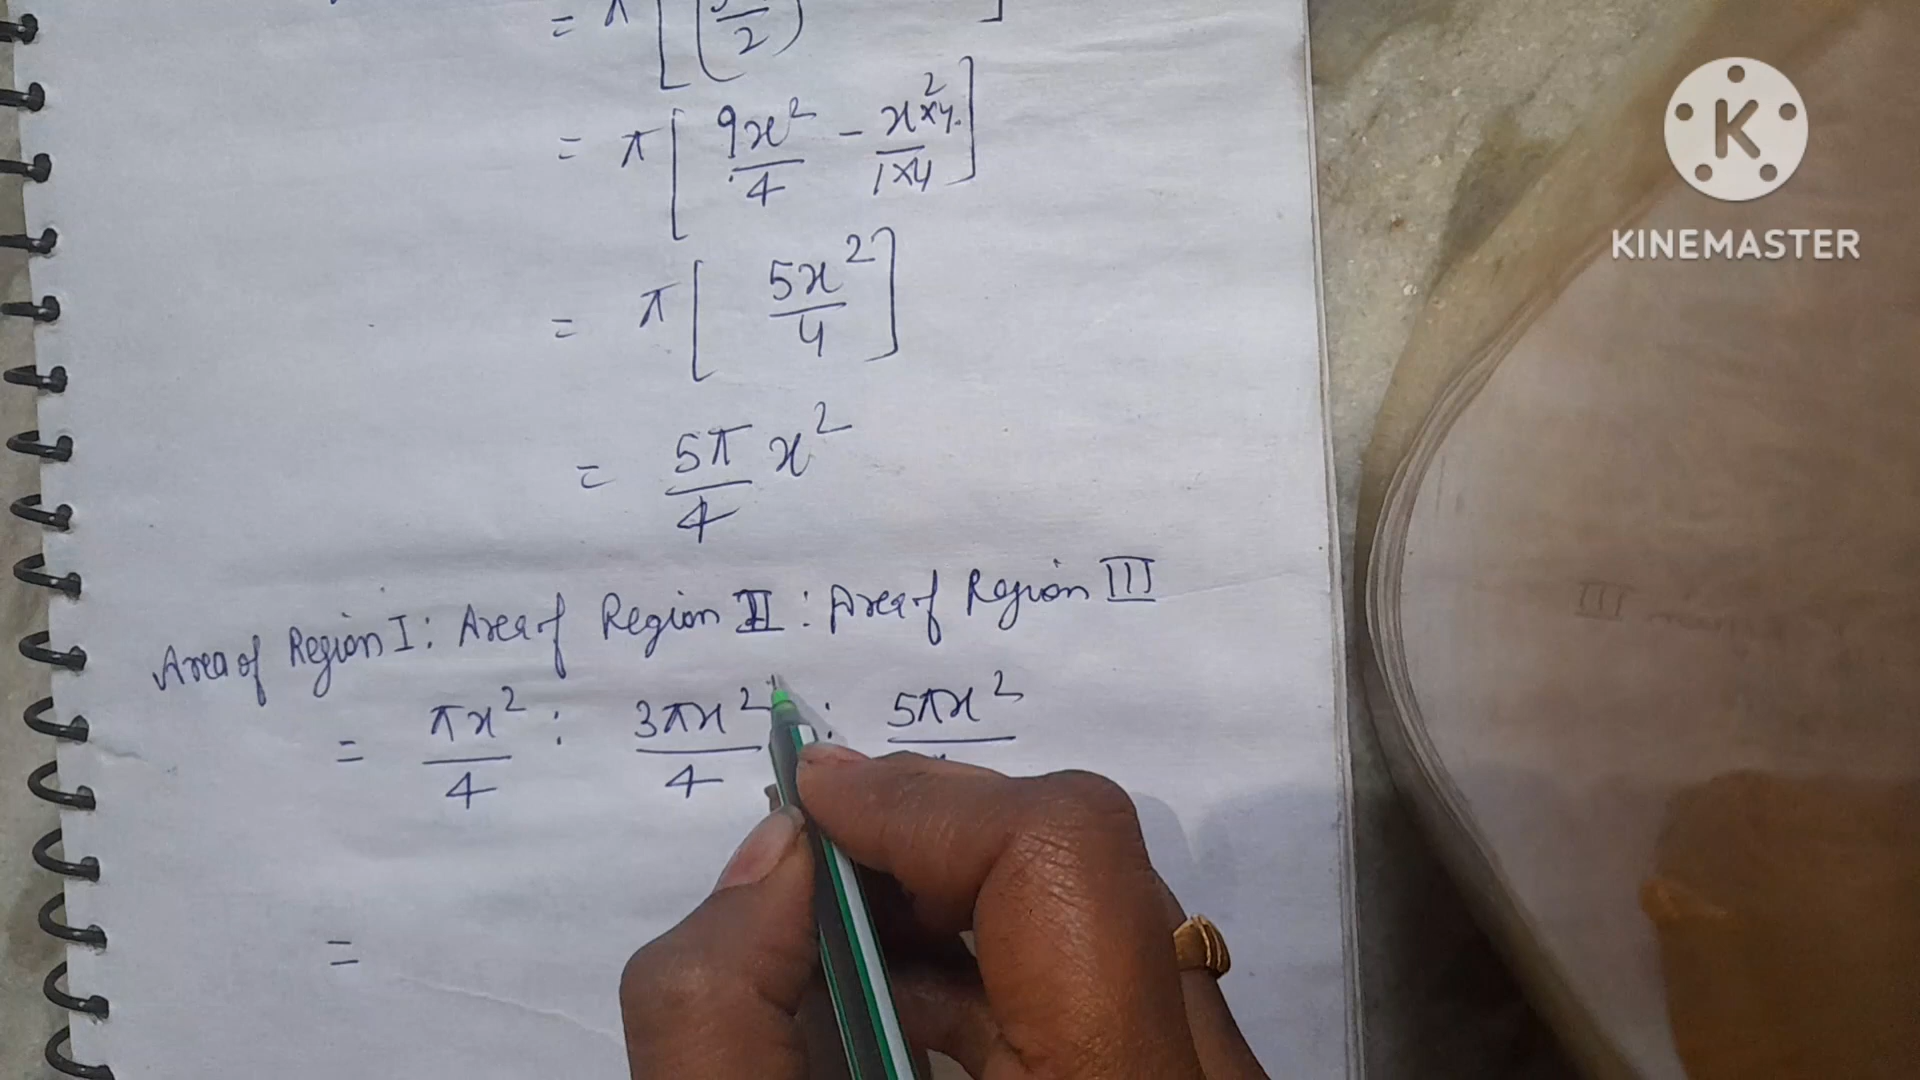 = π[(/2)]
= π[9x²/4 - x²×4/1×4]
= π[5x²/4]
= 5π/4 x²
Area of Region I : Area of Region II : Area of Region III
= πx²/4 : 3πx²/4 : 5πx²
=
K
KINEMASTER